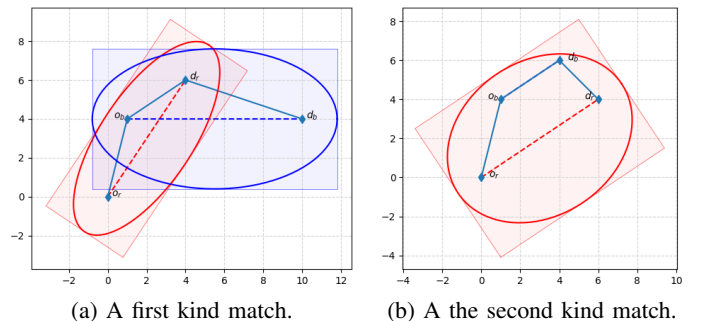 8
6
4
2
0
−2
−2 0 2 4 6 8 10 12
o_r
o_b
d_r
d_b
8
6
4
2
0
−2
−4
−4 −2 0 2 4 6 8 10
o_r
o_b
d_b
d_r
(a) A first kind match.
(b) A the second kind match.